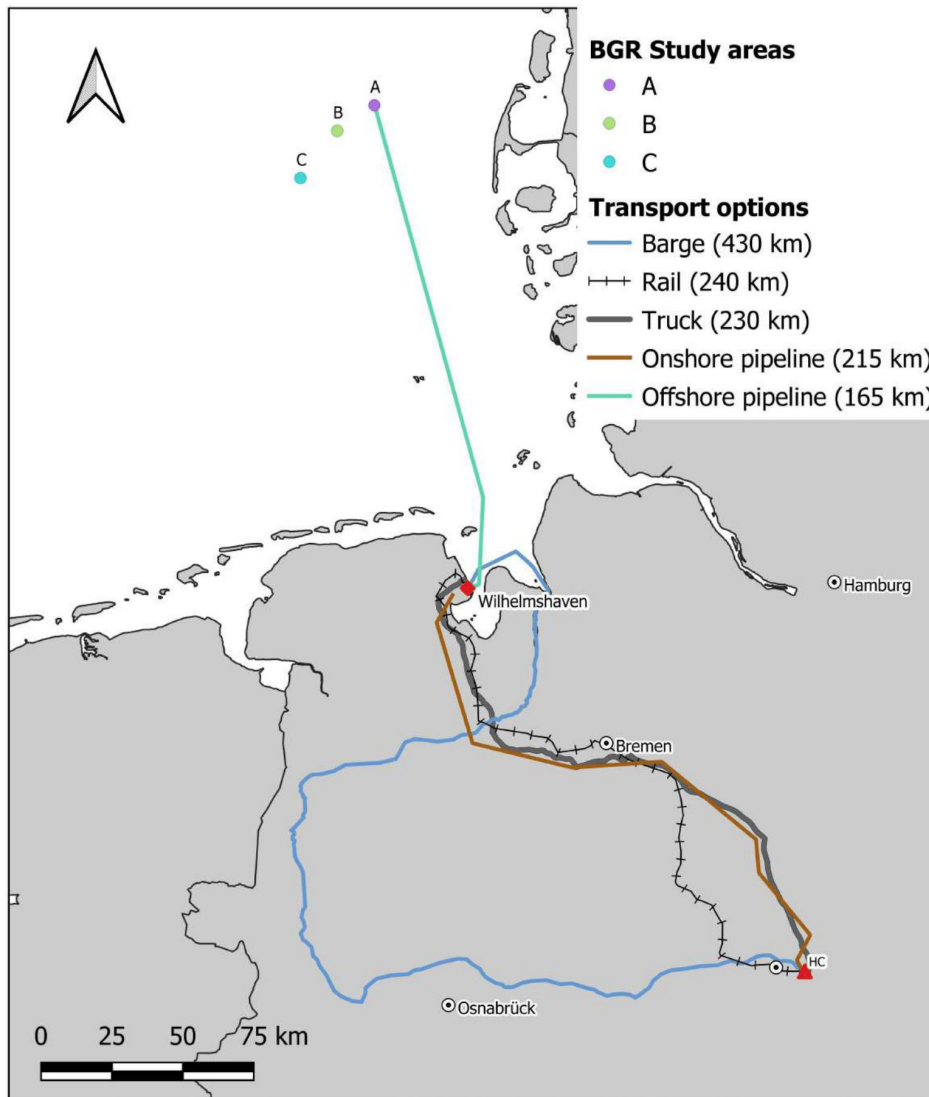 BGR Study areas
A
B
C
Transport options
Barge (430 km)
Rail (240 km)
Truck (230 km)
Onshore pipeline (215 km)
Offshore pipeline (165 km)
A
B
C
Hamburg
Wilhelmshaven
Bremen
HC
Osnabrück
0 25 50 75 km